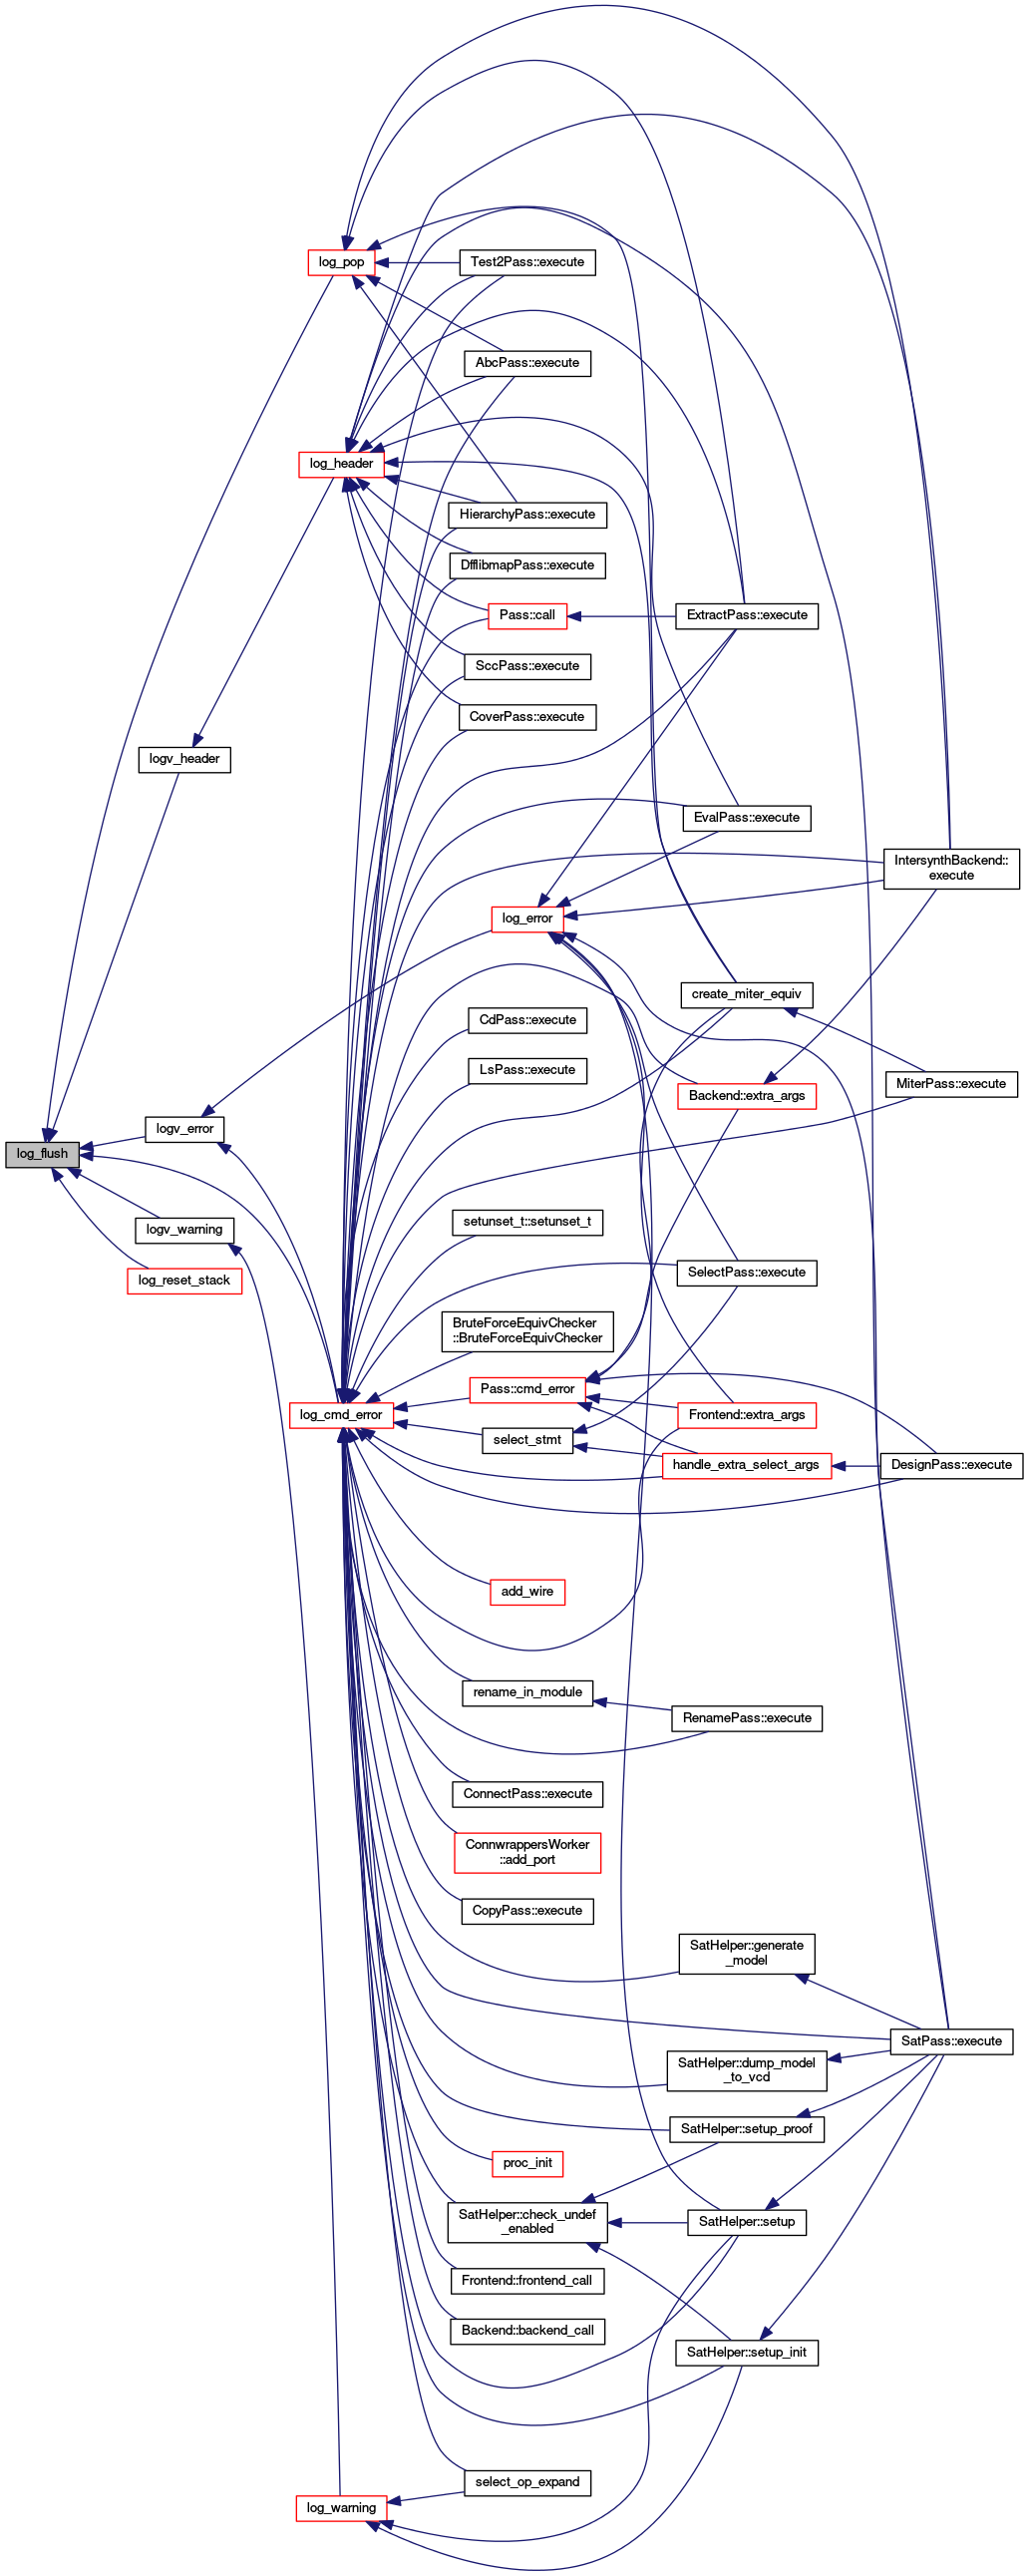 log_pop
Test2Pass::execute
AbcPass::execute
log_header
HierarchyPass::execute
DfflibmapPass::execute
Pass::call
ExtractPass::execute
SccPass::execute
CoverPass::execute
logv_header
EvalPass::execute
IntersynthBackend::
execute
log_error
create_miter_equiv
CdPass::execute
LsPass::execute
MiterPass::execute
Backend::extra_args
logv_error
log_flush
setunset_t::setunset_t
logv_warning
log_reset_stack
SelectPass::execute
BruteForceEquivChecker
::BruteForceEquivChecker
Pass::cmd_error
log_cmd_error
Frontend::extra_args
select_stmt
handle_extra_select_args
DesignPass::execute
add_wire
rename_in_module
RenamePass::execute
ConnectPass::execute
ConnwrappersWorker
::add_port
CopyPass::execute
SatHelper::generate
_model
SatPass::execute
SatHelper::dump_model
_to_vcd
SatHelper::setup_proof
proc_init
SatHelper::check_undef
_enabled
SatHelper::setup
Frontend::frontend_call
Backend::backend_call
SatHelper::setup_init
select_op_expand
log_warning